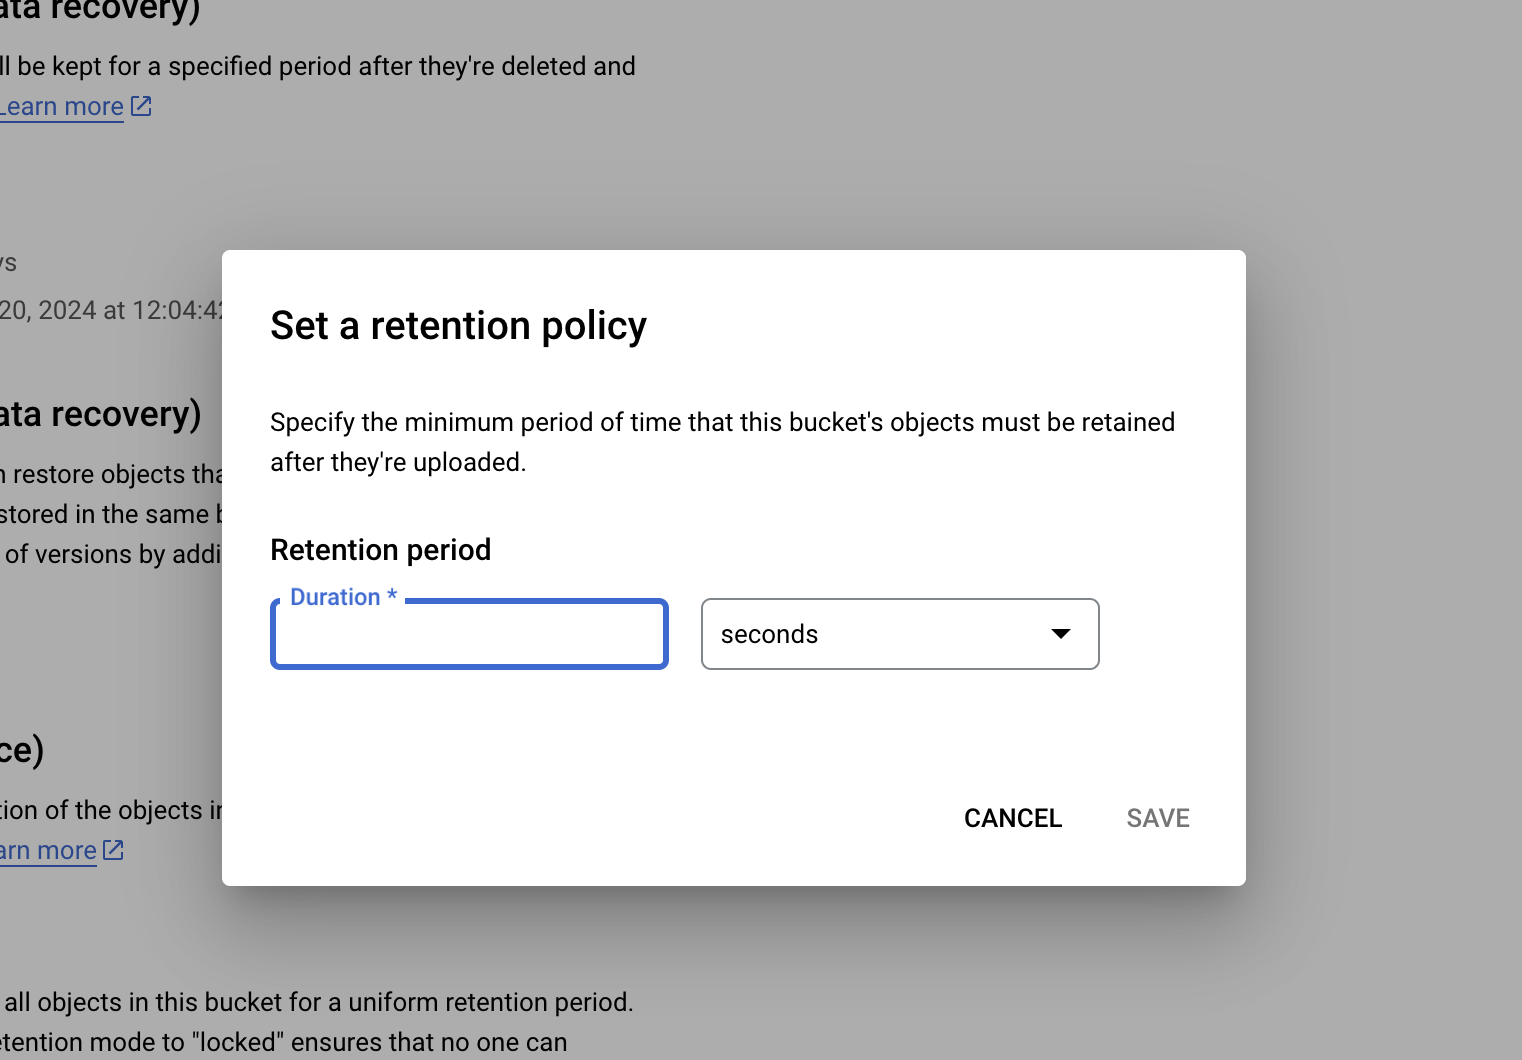 ata recovery)
ll be kept for a specified period after they're deleted and
Learn more
ys
20, 2024 at 12:04:42
ata recovery)
n restore objects tha
stored in the same b
of versions by addi
ce)
tion of the objects in
arn more
Set a retention policy
Specify the minimum period of time that this bucket's objects must be retained
after they're uploaded.
Retention period
Duration *
seconds
CANCEL SAVE
all objects in this bucket for a uniform retention period.
etention mode to "locked" ensures that no one can